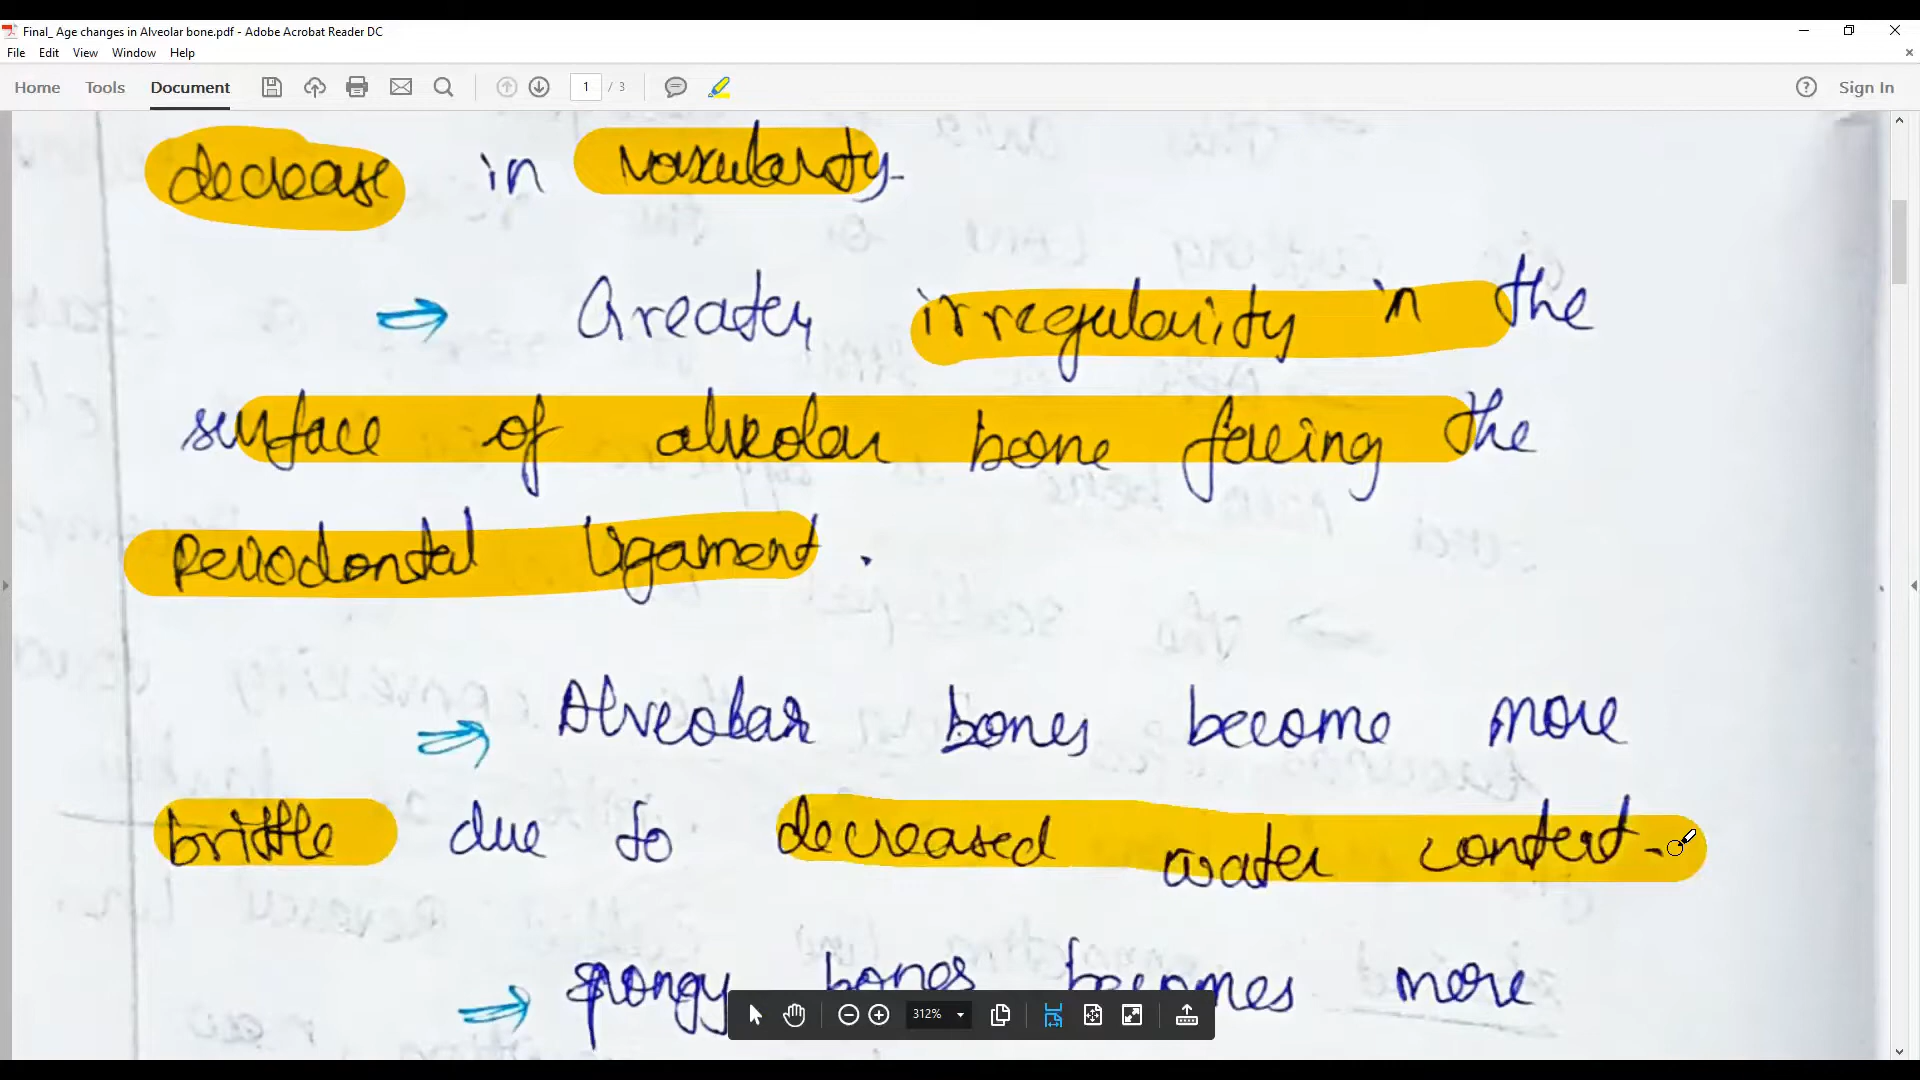 Final_ Age changes in Alveolar bone.pdf - Adobe Acrobat Reader DC
File Edit View Window Help
Home Tools Document 1 / 3 Sign In
decrease in vascularity.
⇒ Greater irregularity in the
surface of alveolar bone facing the
periodontal ligament.
⇒ Alveolar bones become more
brittle due to decreased water content.
⇒ spongy bones becomes more
312%